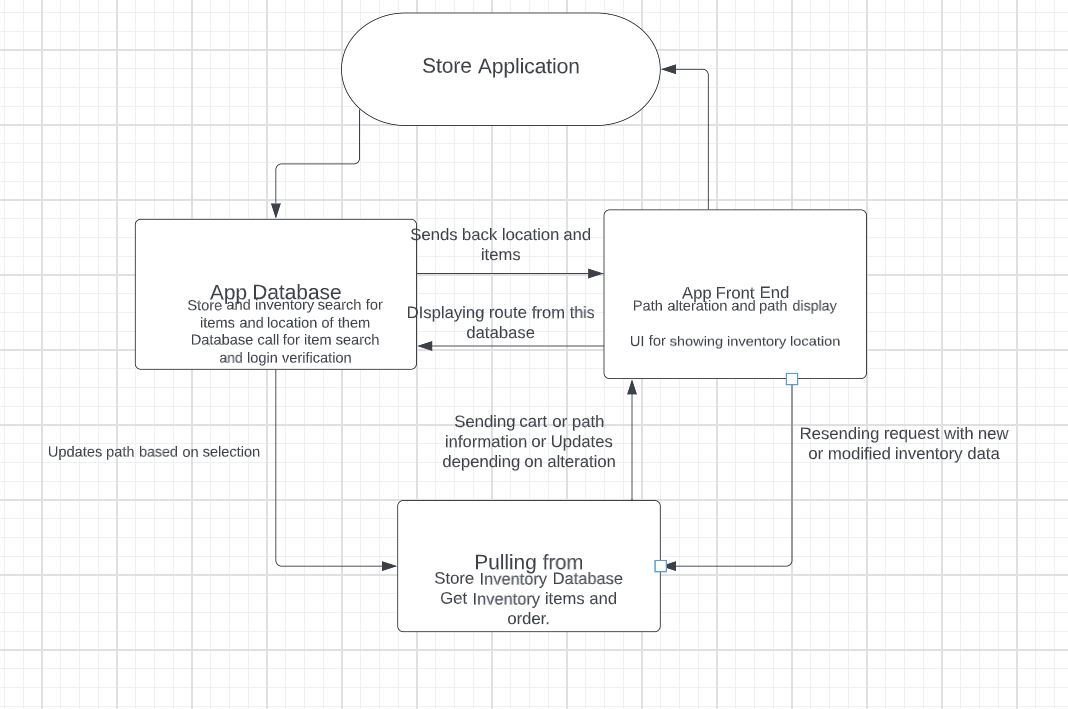 Store Application
Sends back location and
items
App Database
Store and inventory search for
items and location of them
Database call for item search
and login verification
DIsplaying route from this
database
App Front End
Path alteration and path display
UI for showing inventory location
Updates path based on selection
Sending cart or path
information or Updates
depending on alteration
Resending request with new
or modified inventory data
Pulling from
Store Inventory Database
Get Inventory items and
order.